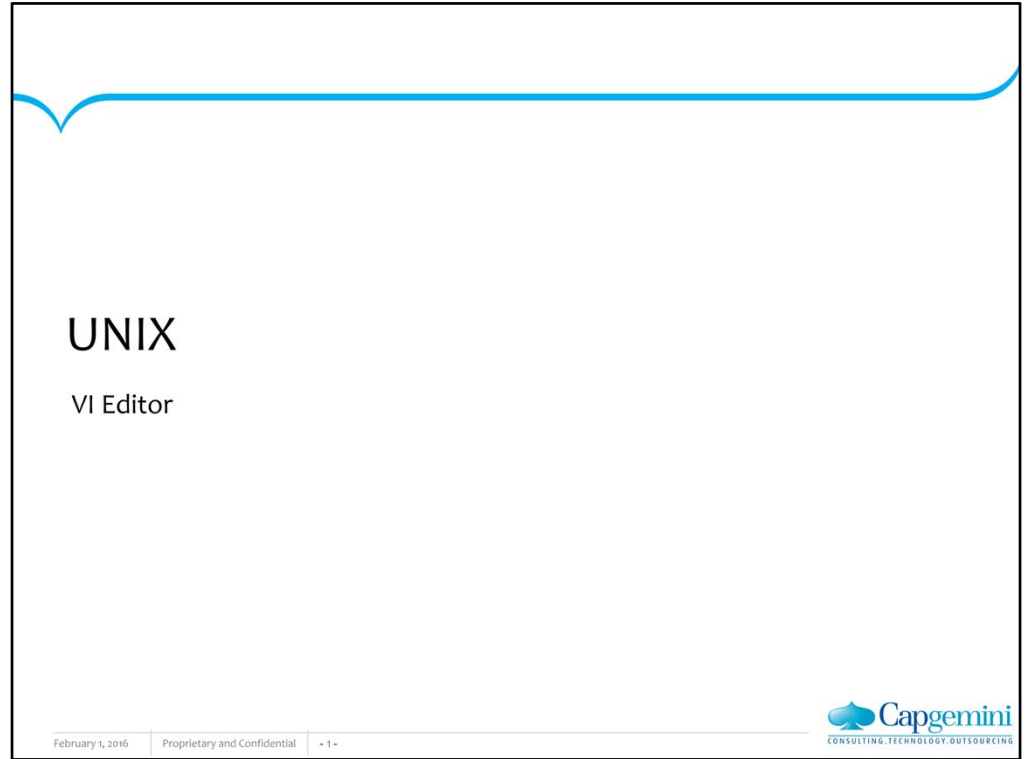 UNIX
VI Editor
February 1, 2016 Proprietary and Confidential - 1 -
Capgemini
CONSULTING.TECHNOLOGY.OUTSOURCING